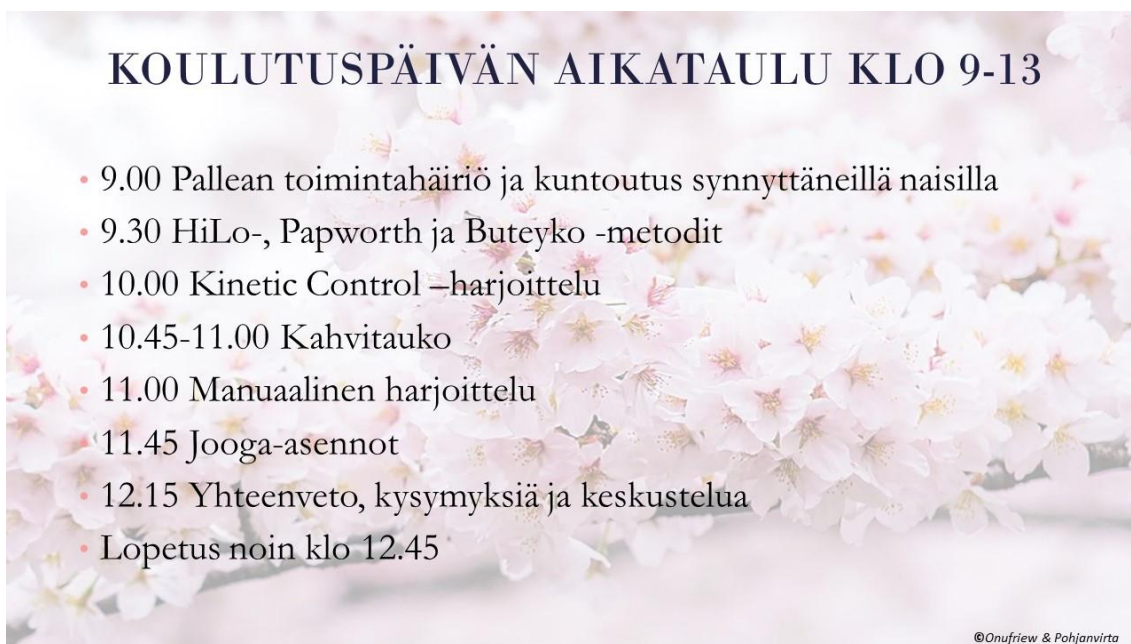 KOULUTUSPÄIVÄN AIKATAULU KLO 9-13
• 9.00 Pallean toimintahäiriö ja kuntoutus synnyttäneillä naisilla
• 9.30 HiLo-, Papworth ja Buteyko -metodit
• 10.00 Kinetic Control –harjoittelu
• 10.45-11.00 Kahvitauko
• 11.00 Manuaalinen harjoittelu
• 11.45 Jooga-asennot
• 12.15 Yhteenveto, kysymyksiä ja keskustelua
• Lopetus noin klo 12.45
©Onufriew & Pohjanvirta